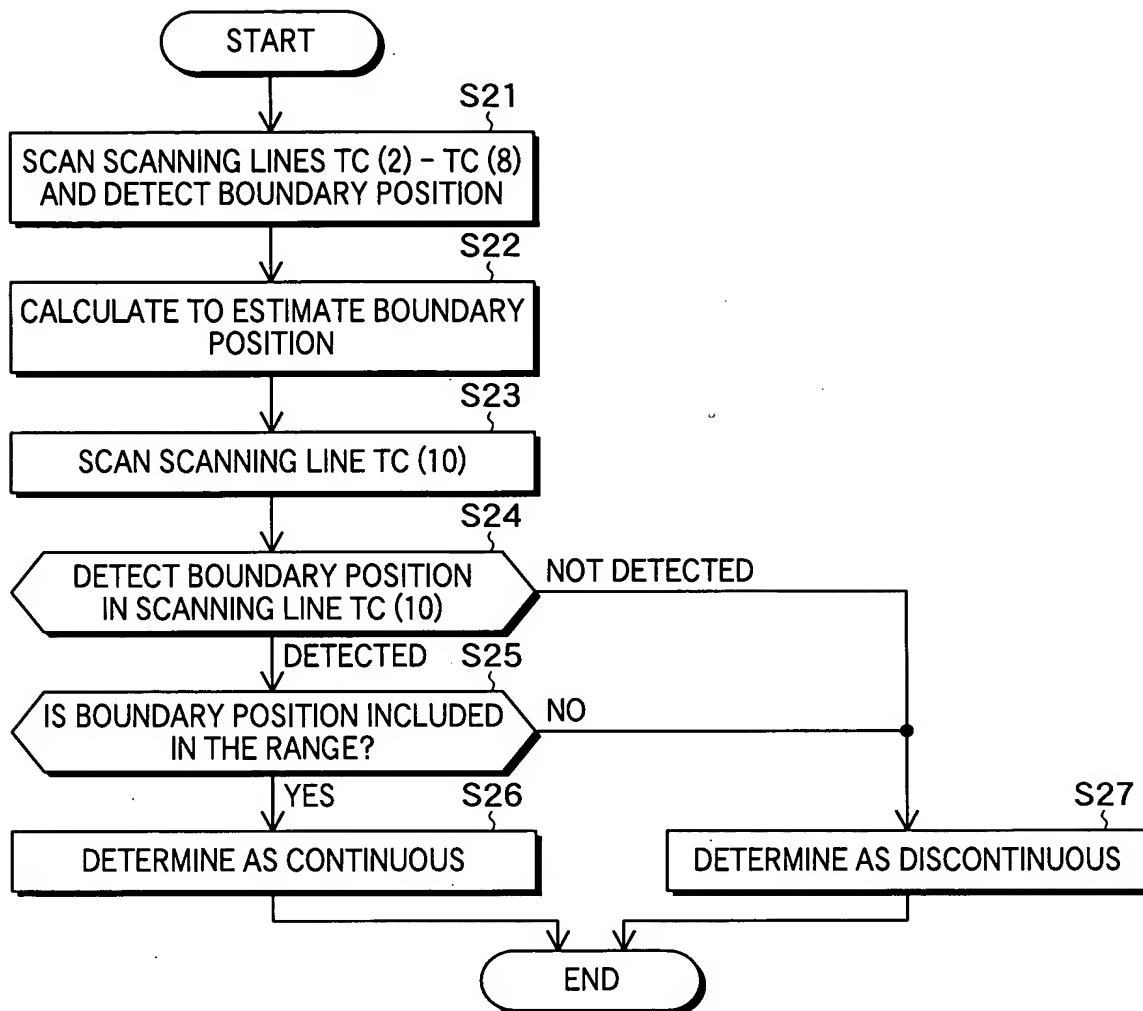 START
S21
SCAN SCANNING LINES TC (2) – TC (8)
AND DETECT BOUNDARY POSITION
S22
CALCULATE TO ESTIMATE BOUNDARY
POSITION
S23
SCAN SCANNING LINE TC (10)
S24
DETECT BOUNDARY POSITION
IN SCANNING LINE TC (10)
NOT DETECTED
DETECTED
S25
IS BOUNDARY POSITION INCLUDED
IN THE RANGE?
NO
YES
S26
DETERMINE AS CONTINUOUS
S27
DETERMINE AS DISCONTINUOUS
END